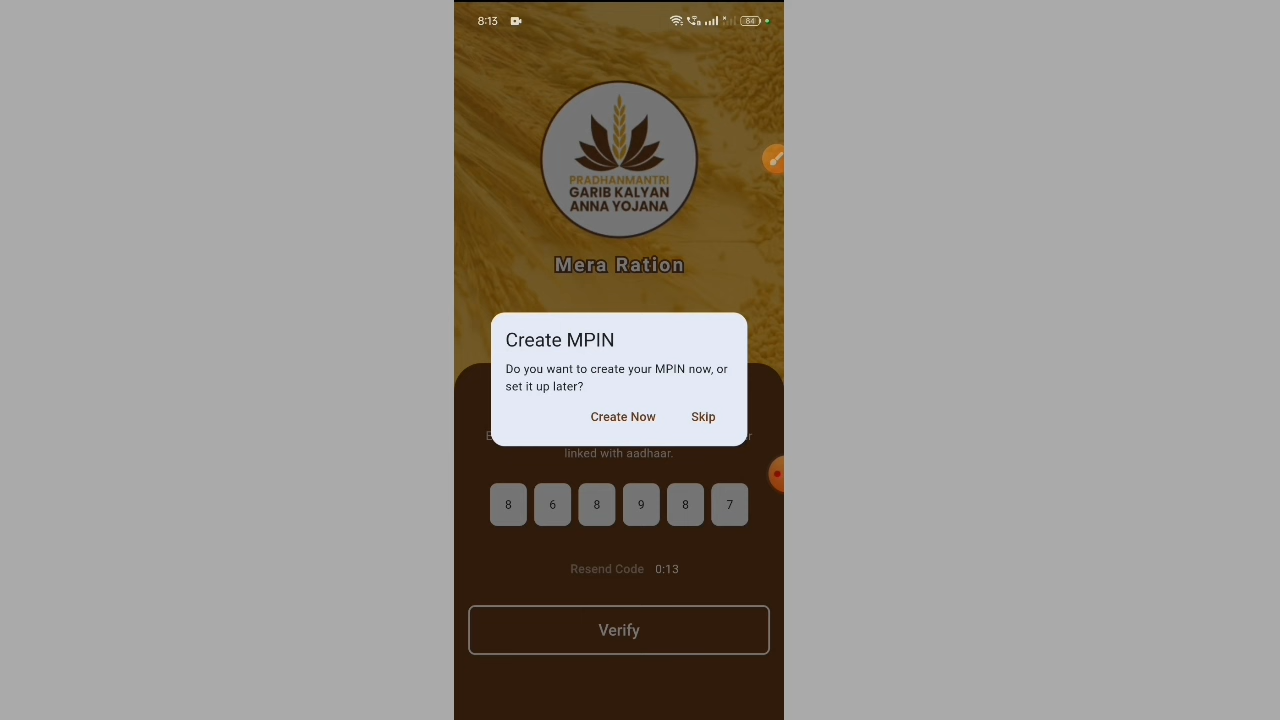 8:13
84
PRADHANMANTRI
GARIB KALYAN
ANNA YOJANA
Mera Ration
Create MPIN
Do you want to create your MPIN now, or
set it up later?
Create Now Skip
linked with aadhaar.
8 6 8 9 8 7
Resend Code 0:13
Verify